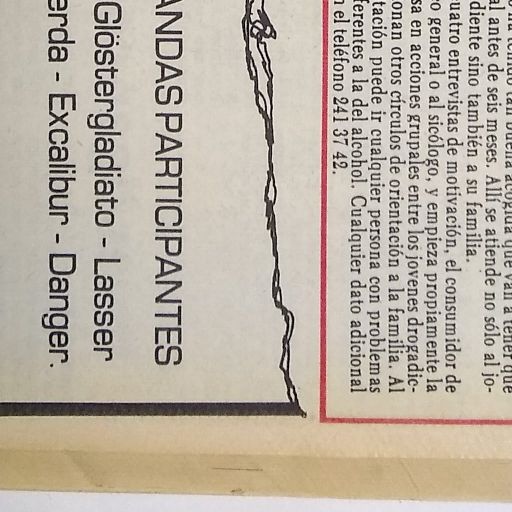 tan buena acogida que van a tener que
al antes de seis meses. Allí se atiende no sólo al jo-
diente sino también a su familia.
uatro entrevistas de motivación, el consumidor de
o general o al sicólogo, y empieza propiamente la
sa en acciones grupales entre los jovenes drogadic-
onan otros círculos de orientación a la familia. Al
tación puede ir cualquier persona con problemas
ferentes a la del alcohol. Cualquier dato adicional
n el teléfono 241 37 42.
ANDAS PARTICIPANTES
Glöstergladiato - Lasser
erda - Excalibur - Danger.